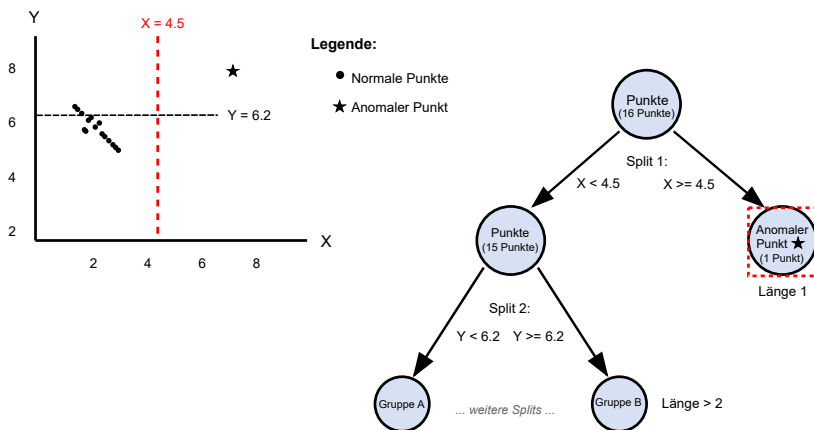 Y
X = 4.5
8
6
4
2
Y = 6.2
X
2 4 6 8
Legende:
Normale Punkte
Anomaler Punkt
Punkte
(16 Punkte)
Split 1:
X < 4.5 X >= 4.5
Punkte
(15 Punkte)
Anomaler
Punkt
(1 Punkt)
Länge 1
Split 2:
Y < 6.2 Y >= 6.2
Gruppe A
... weitere Splits ...
Gruppe B
Länge > 2